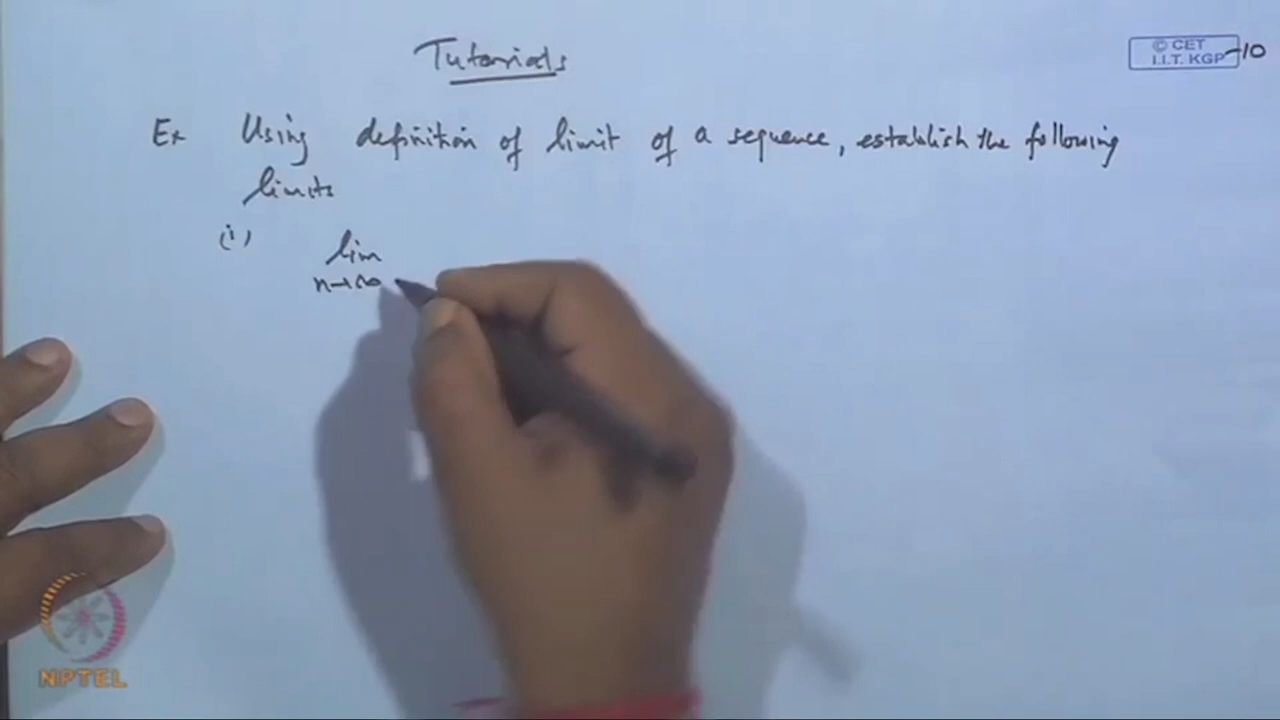 Tutorials
© CET
I.I.T. KGP
-10
Ex Using definition of limit of a sequence, establish the following
limits
(i) lim
n→∞
NPTEL